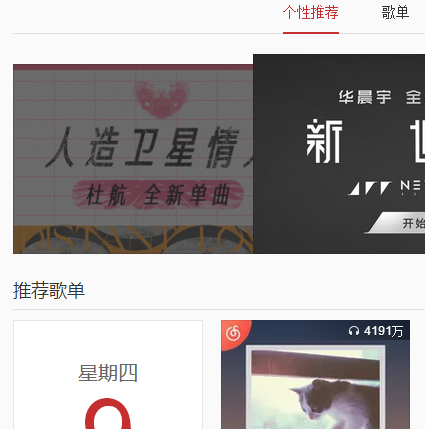 个性推荐 歌单
人造卫星情
杜航 全新单曲
华晨宇 全
新 世
NE
开始
推荐歌单
星期四
4191万